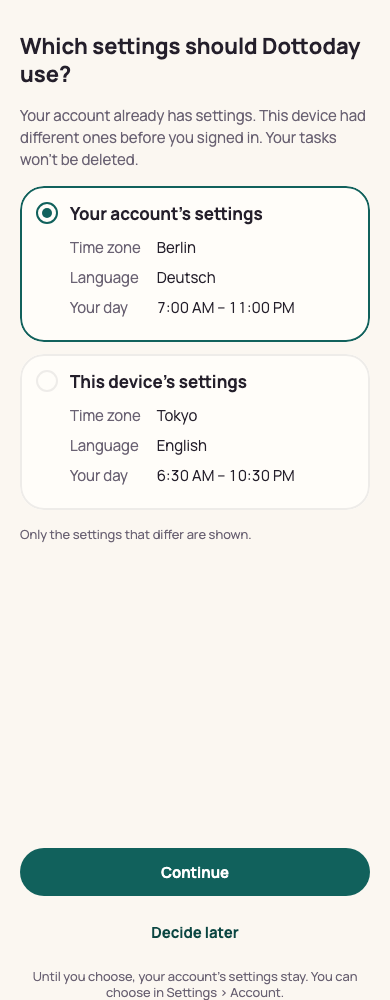 Which settings should Dottoday
use?
Your account already has settings. This device had
different ones before you signed in. Your tasks
won't be deleted.
Your account's settings
Time zone Berlin
Language Deutsch
Your day 7:00 AM – 11:00 PM
This device's settings
Time zone Tokyo
Language English
Your day 6:30 AM – 10:30 PM
Only the settings that differ are shown.
Continue
Decide later
Until you choose, your account's settings stay. You can
choose in Settings > Account.